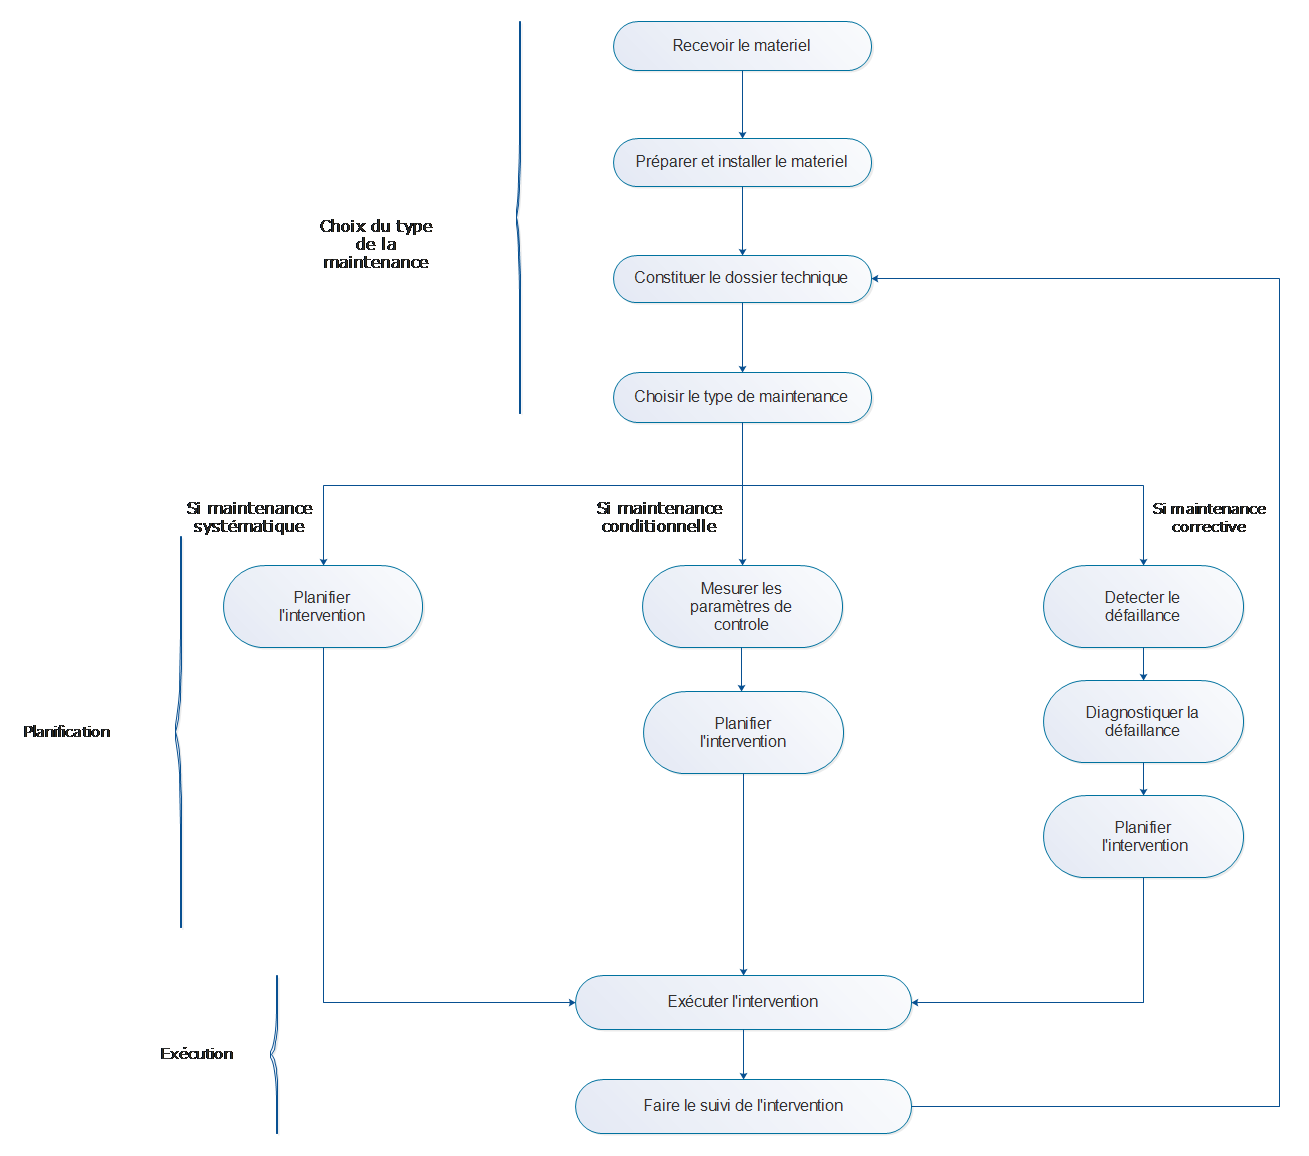 Recevoir le materiel
Préparer et installer le materiel
Choix du type
de la
maintenance
Constituer le dossier technique
Choisir le type de maintenance
Si maintenance
systématique
Si maintenance
conditionnelle
Si maintenance
corrective
Planifier
l'intervention
Mesurer les
paramètres de
controle
Detecter le
défaillance
Planification
Planifier
l'intervention
Diagnostiquer la
défaillance
Planifier
l'intervention
Exécuter l'intervention
Exécution
Faire le suivi de l'intervention